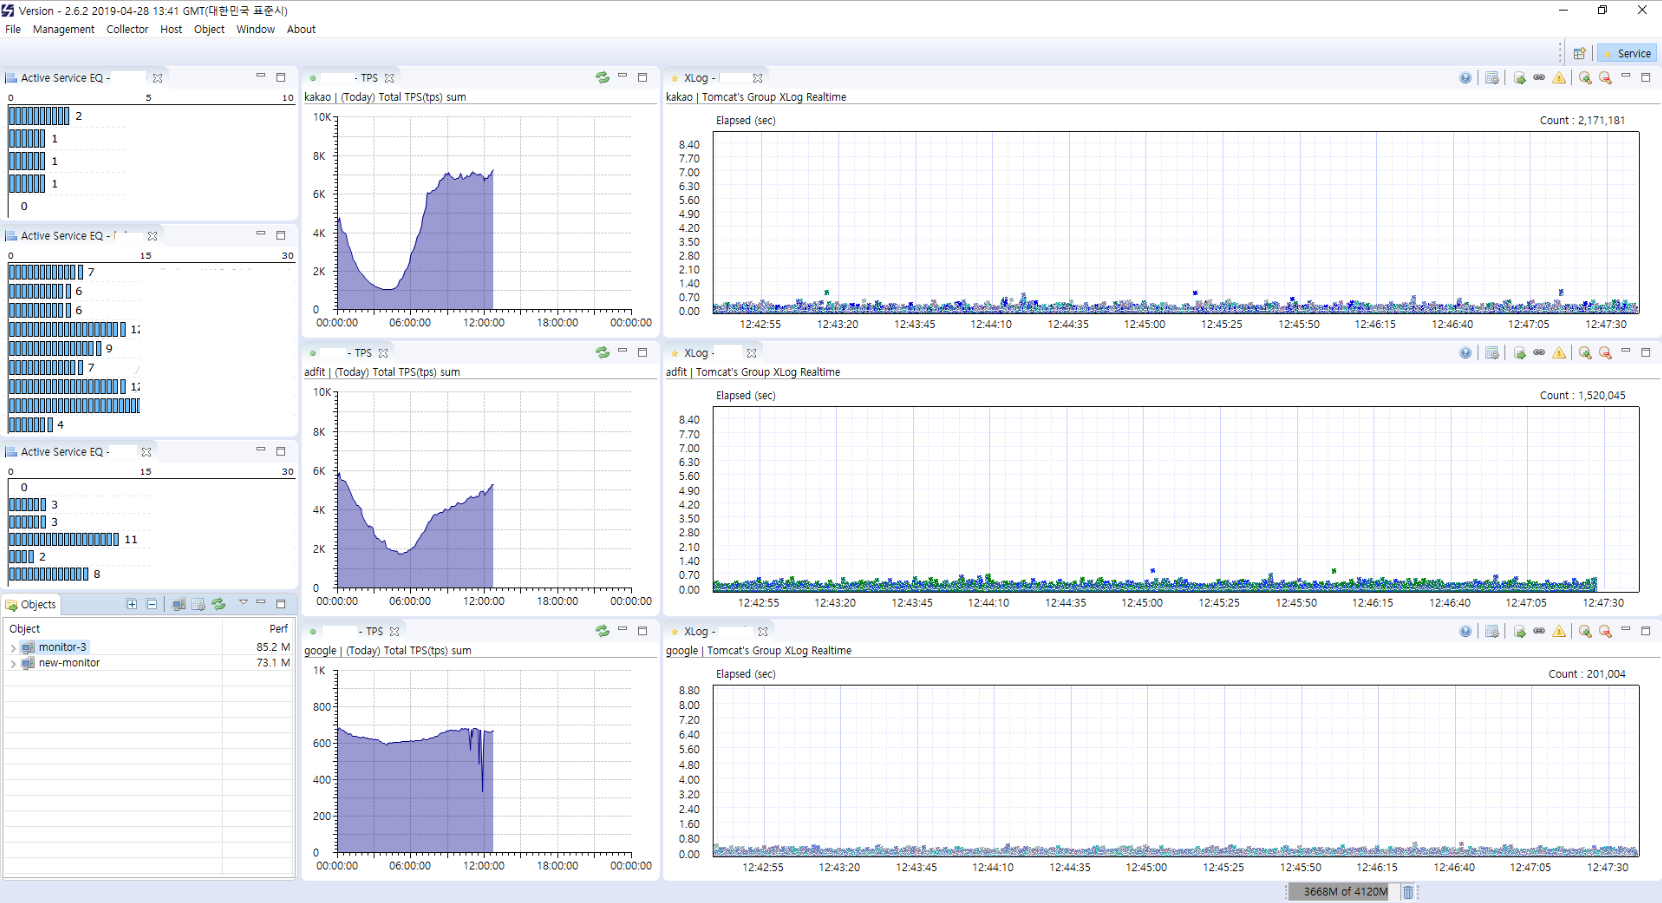 Version - 2.6.2 2019-04-28 13:41 GMT(대한민국 표준시)
File Management Collector Host Object Window About
Service
Active Service EQ -
0 5 10
2
1
1
1
0
Active Service EQ -
0 15 30
7
6
6
12
9
7
12
4
Active Service EQ -
0 15 30
0
3
3
11
2
8
Objects
Object Perf
monitor-3 85.2 M
new-monitor 73.1 M
- TPS
kakao | (Today) Total TPS(tps) sum
10K
8K
6K
4K
2K
0
00:00:00 06:00:00 12:00:00 18:00:00 00:00:00
- TPS
adfit | (Today) Total TPS(tps) sum
10K
8K
6K
4K
2K
0
00:00:00 06:00:00 12:00:00 18:00:00 00:00:00
- TPS
google | (Today) Total TPS(tps) sum
1K
800
600
400
200
0
00:00:00 06:00:00 12:00:00 18:00:00 00:00:00
XLog -
kakao | Tomcat's Group XLog Realtime
Elapsed (sec) Count : 2,171,181
8.40
7.70
7.00
6.30
5.60
4.90
4.20
3.50
2.80
2.10
1.40
0.70
0.00
12:42:55 12:43:20 12:43:45 12:44:10 12:44:35 12:45:00 12:45:25 12:45:50 12:46:15 12:46:40 12:47:05 12:47:30
XLog -
adfit | Tomcat's Group XLog Realtime
Elapsed (sec) Count : 1,520,045
8.40
7.70
7.00
6.30
5.60
4.90
4.20
3.50
2.80
2.10
1.40
0.70
0.00
12:42:55 12:43:20 12:43:45 12:44:10 12:44:35 12:45:00 12:45:25 12:45:50 12:46:15 12:46:40 12:47:05 12:47:30
XLog -
google | Tomcat's Group XLog Realtime
Elapsed (sec) Count : 201,004
8.80
8.00
7.20
6.40
5.60
4.80
4.00
3.20
2.40
1.60
0.80
0.00
12:42:55 12:43:20 12:43:45 12:44:10 12:44:35 12:45:00 12:45:25 12:45:50 12:46:15 12:46:40 12:47:05 12:47:30
3668M of 4120M